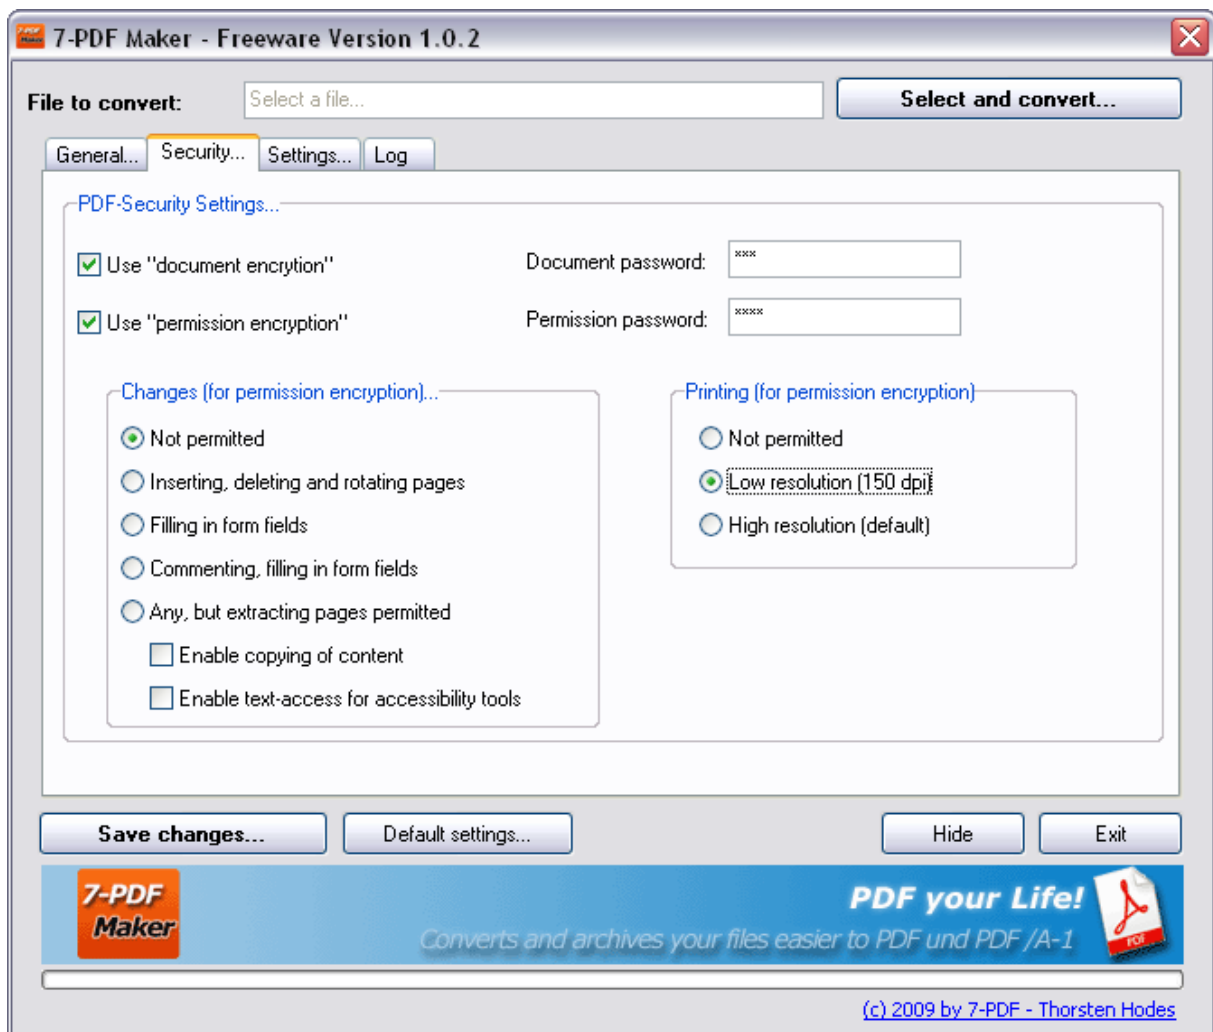 7-PDF Maker - Freeware Version 1.0.2
File to convert:
Select a file...
Select and convert...
General...
Security...
Settings...
Log
PDF-Security Settings...
Use "document encrytion"
Document password:
***
Use "permission encryption"
Permission password:
****
Changes (for permission encryption)...
Not permitted
Inserting, deleting and rotating pages
Filling in form fields
Commenting, filling in form fields
Any, but extracting pages permitted
Enable copying of content
Enable text-access for accessibility tools
Printing (for permission encryption)
Not permitted
Low resolution (150 dpi)
High resolution (default)
Save changes...
Default settings...
Hide
Exit
7-PDF
Maker
PDF your Life!
Converts and archives your files easier to PDF und PDF/A-1
PDF
(c) 2009 by 7-PDF - Thorsten Hodes